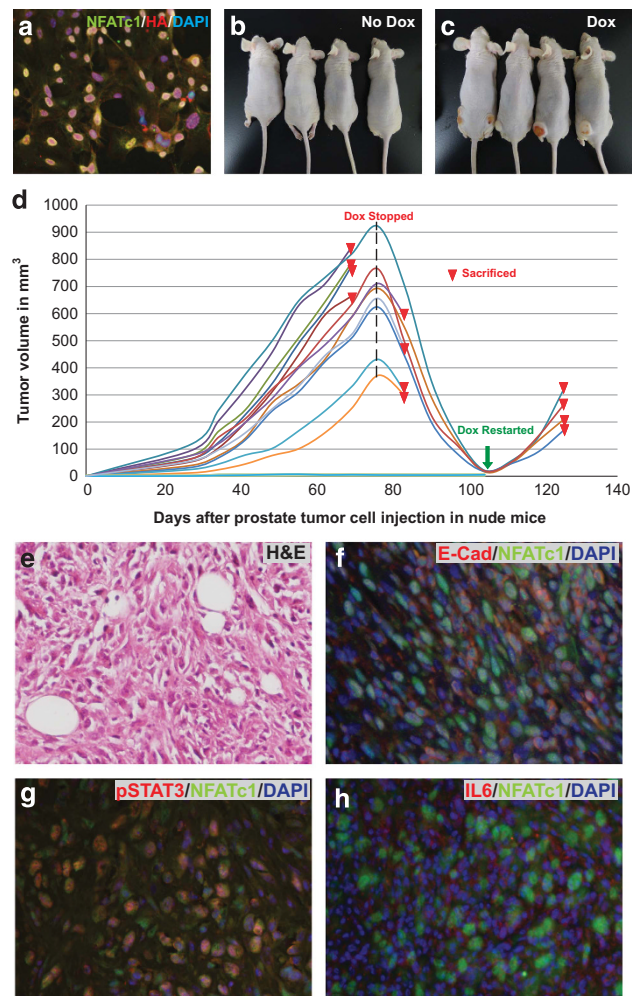 a
NFATc1/HA/DAPI
b
No Dox
c
Dox
d
1000
900
800
700
600
500
400
300
200
100
0
Tumor volume in mm³
Dox Stopped
Sacrificed
Dox Restarted
0
20
40
60
80
100
120
140
Days after prostate tumor cell injection in nude mice
e
H&E
f
E-Cad/NFATc1/DAPI
g
pSTAT3/NFATc1/DAPI
h
IL6/NFATc1/DAPI